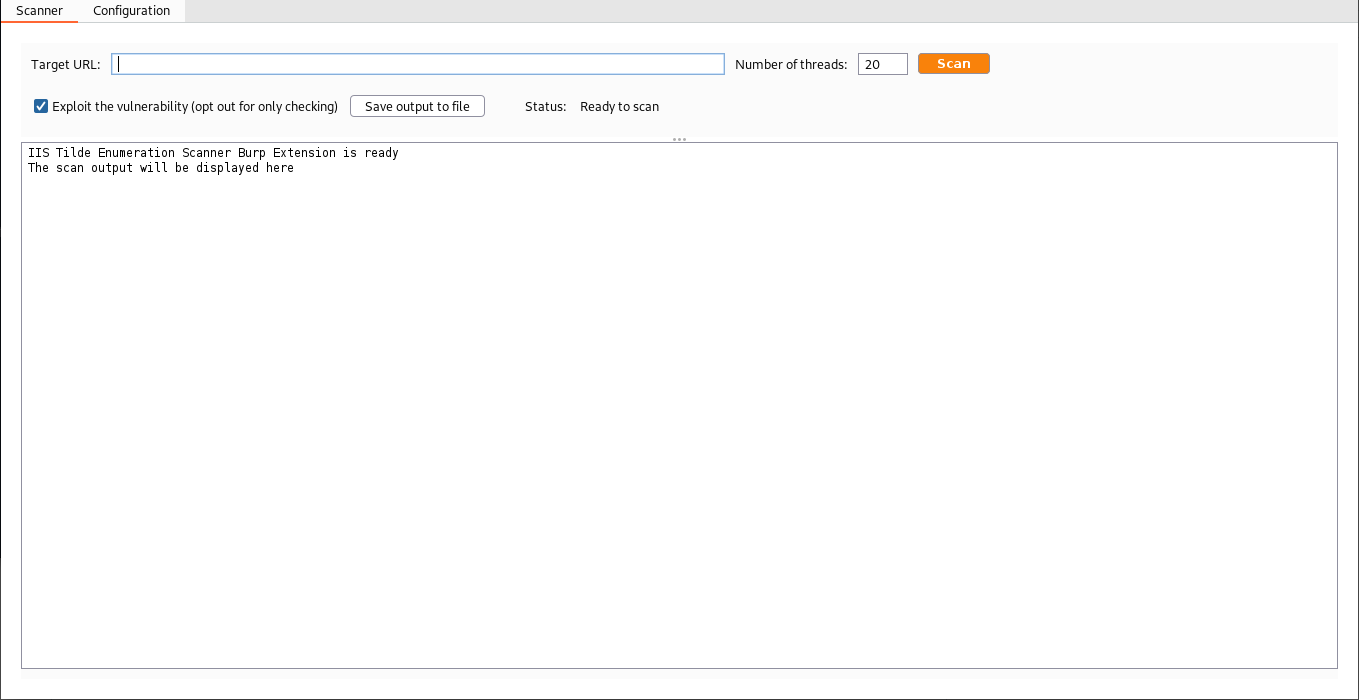 Scanner Configuration
Target URL: Number of threads: 20 Scan
Exploit the vulnerability (opt out for only checking) Save output to file Status: Ready to scan
IIS Tilde Enumeration Scanner Burp Extension is ready
The scan output will be displayed here